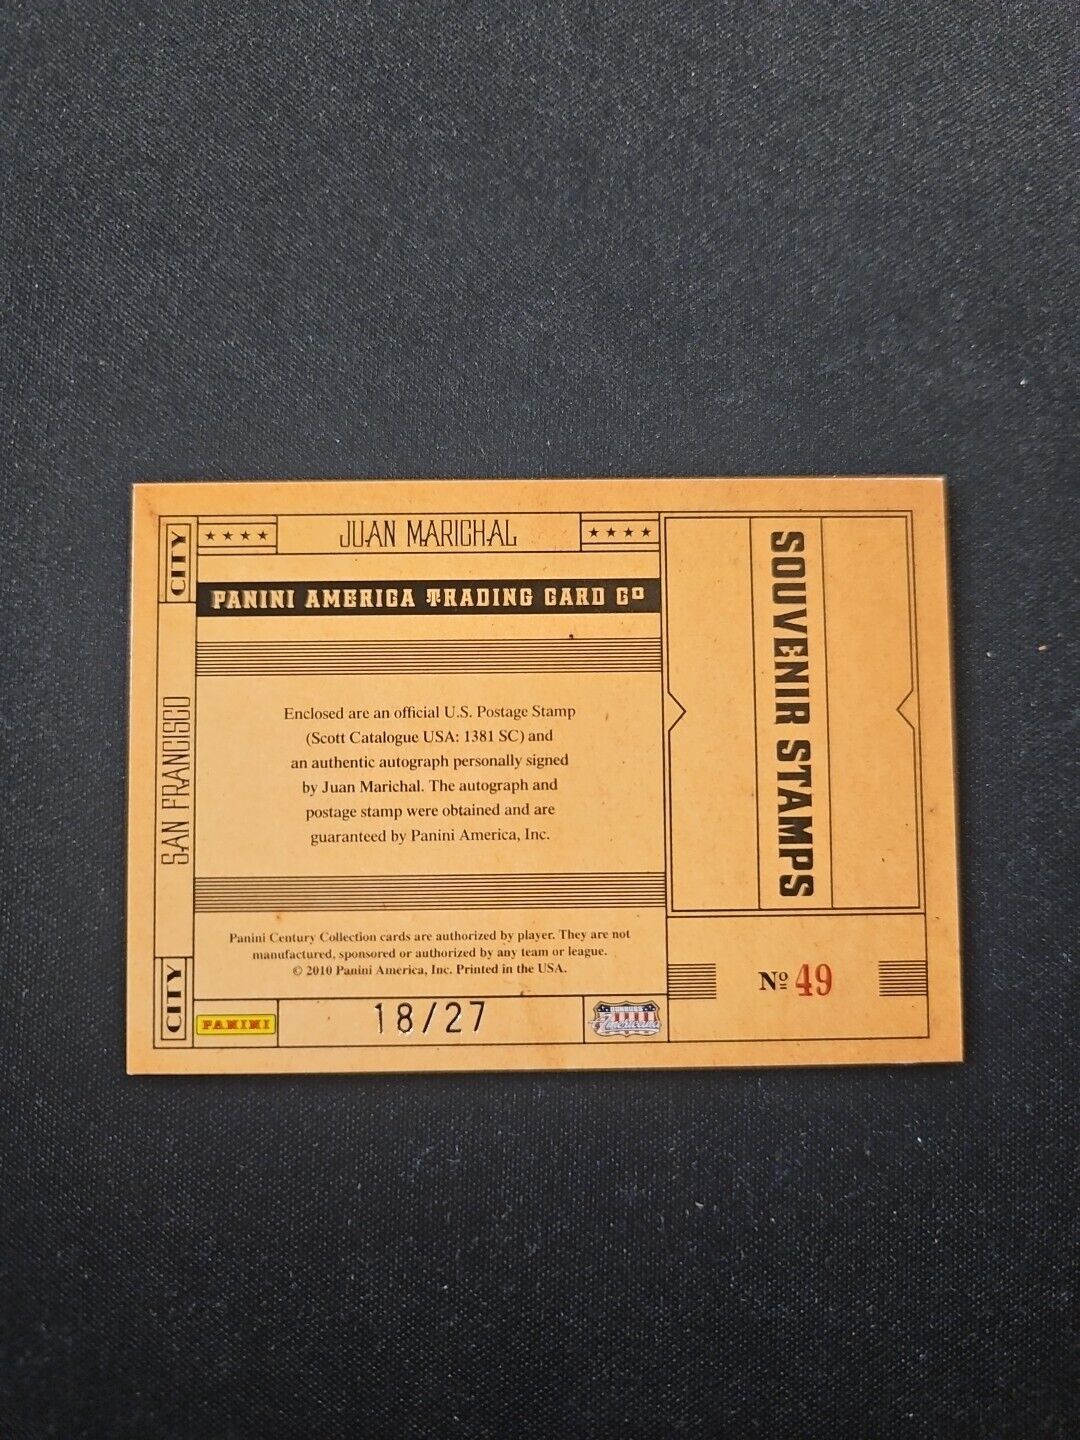 JUAN MARICHAL
PANINI AMERICA TRADING CARD Co
CITY
SAN FRANCISCO
CITY
Enclosed are an official U.S. Postage Stamp
(Scott Catalogue USA: 1381 SC) and
an authentic autograph personally signed
by Juan Marichal. The autograph and
postage stamp were obtained and are
guaranteed by Panini America, Inc.
Panini Century Collection cards are authorized by player. They are not
manufactured, sponsored or authorized by any team or league.
© 2010 Panini America, Inc. Printed in the USA.
PANINI
18/27
Americana
SOUVENIR STAMPS
No 49